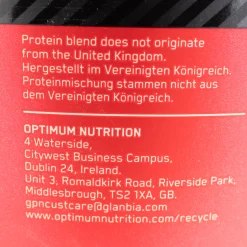 Protein blend does not originate
from the United Kingdom.
Hergestellt im Vereinigten Königreich.
Proteinmischung stammen nicht aus
dem Vereinigten Königreich.
OPTIMUM NUTRITION
4 Waterside,
Citywest Business Campus,
Dublin 24, Ireland.
Unit 3, Romaldkirk Road, Riverside Park,
Middlesbrough, TS2 1XA, GB.
gpncustcare@glanbia.com
www.optimumnutrition.com/recycle